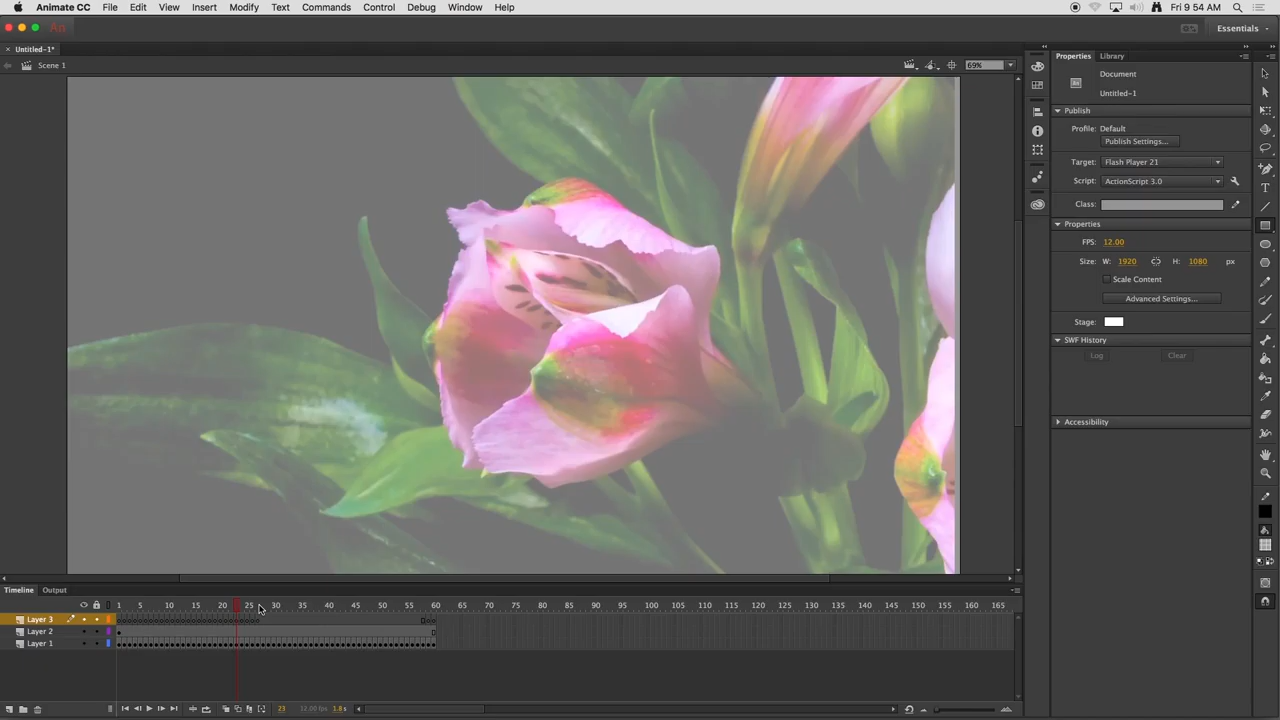 Animate CC File Edit View Insert Modify Text Commands Control Debug Window Help Fri 9 54 AM
An Essentials
Untitled-1*
Scene 1 69%
Properties Library
Document
Untitled-1
Publish
Profile: Default
Publish Settings...
Target: Flash Player 21
Script: ActionScript 3.0
Class:
Properties
FPS: 12.00
Size: W: 1920 H: 1080 px
Scale Content
Advanced Settings...
Stage:
SWF History
Log Clear
Accessibility
Timeline Output
1 5 10 15 20 25 30 35 40 45 50 55 60 65 70 75 80 85 90 95 100 105 110 115 120 125 130 135 140 145 150 155 160 165
Layer 3
Layer 2
Layer 1
23 12.00 fps 1.8s